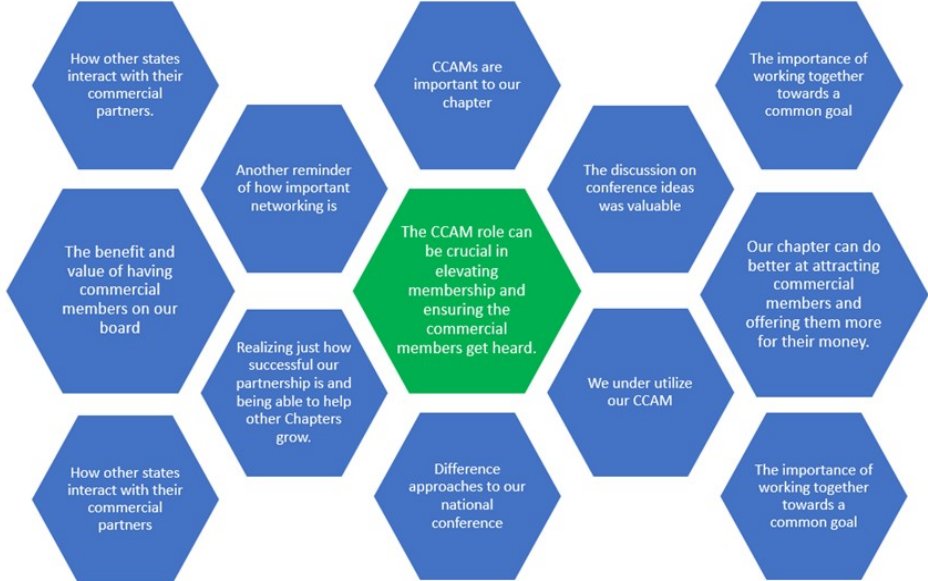 How other states
interact with their
commercial
partners.
CCAMs are
important to our
chapter
The importance of
working together
towards a
common goal
Another reminder
of how important
networking is
The discussion on
conference ideas
was valuable
The benefit and
value of having
commercial
members on our
board
The CCAM role can
be crucial in
elevating
membership and
ensuring the
commercial
members get heard.
Our chapter can do
better at attracting
commercial
members and
offering them more
for their money.
Realizing just how
successful our
partnership is and
being able to help
other Chapters
grow.
We under utilize
our CCAM
How other states
interact with their
commercial
partners
Difference
approaches to our
national
conference
The importance of
working together
towards a
common goal